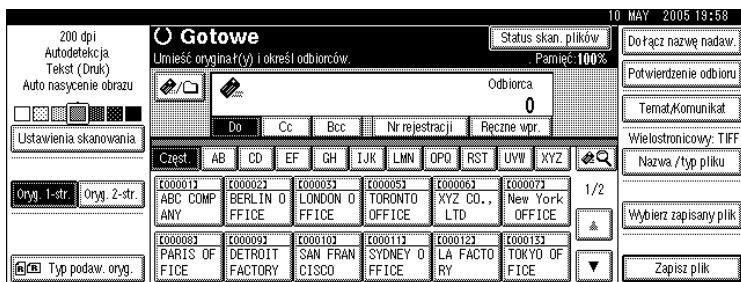 10 MAY 2005 19:58
200 dpi
Autodetekcja
Tekst (Druk)
Auto nasycenie obrazu
Ustawienia skanowania
Oryg. 1-str.
Oryg. 2-str.
Typ podaw. oryg.
Gotowe
Status skan. plików
Umieść oryginał(y) i określ odbiorców.
. Pamięć:100%
Odbiorca
0
Do
Cc
Bcc
Nr rejestracji
Ręczne wpr.
Częst.
AB
CD
EF
GH
IJK
LMN
OPQ
RST
UVW
XYZ
[00001]
ABC COMP
ANY
[00002]
BERLIN O
FFICE
[00003]
LONDON O
FFICE
[00005]
TORONTO
OFFICE
[00006]
XYZ CO.,
LTD
[00007]
New York
OFFICE
1/2
[00008]
PARIS OF
FICE
[00009]
DETROIT
FACTORY
[00010]
SAN FRAN
CISCO
[00011]
SYDNEY O
FFICE
[00012]
LA FACTO
RY
[00013]
TOKYO OF
FICE
Dołącz nazwę nadaw.
Potwierdzenie odbioru
Temat/Komunikat
Wielostronicowy: TIFF
Nazwa /typ pliku
Wybierz zapisany plik
Zapisz plik